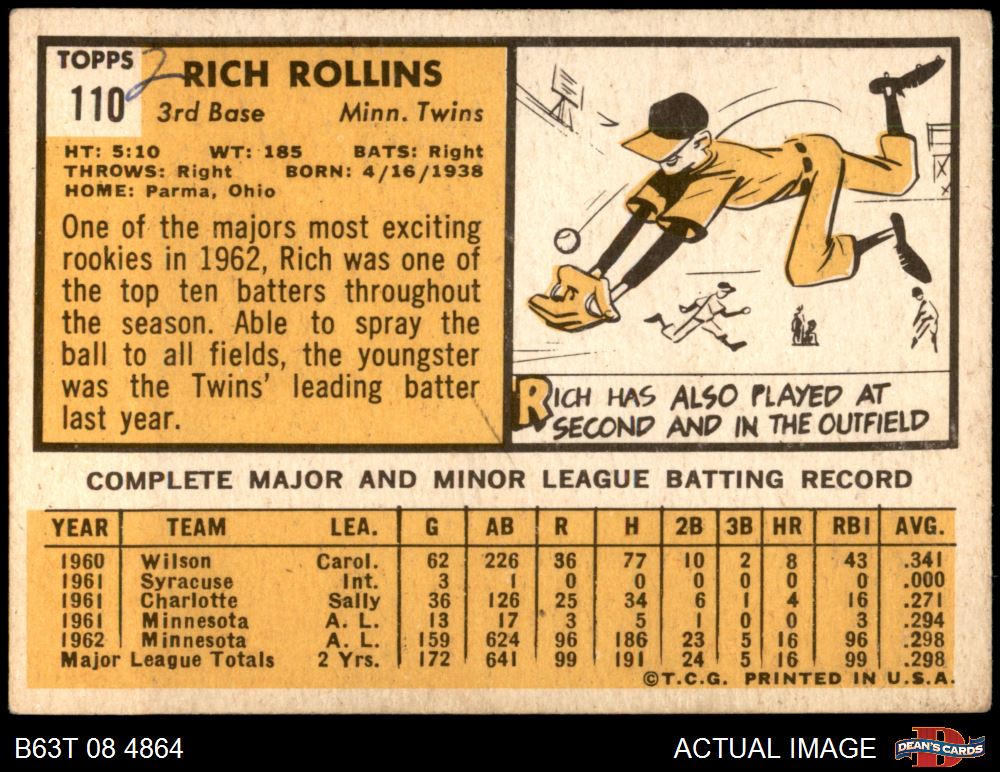 TOPPS
110
2
RICH ROLLINS
3rd Base Minn. Twins
HT: 5:10 WT: 185 BATS: Right
THROWS: Right BORN: 4/16/1938
HOME: Parma, Ohio
One of the majors most exciting
rookies in 1962, Rich was one of
the top ten batters throughout
the season. Able to spray the
ball to all fields, the youngster
was the Twins' leading batter
last year.
RICH HAS ALSO PLAYED AT
SECOND AND IN THE OUTFIELD
COMPLETE MAJOR AND MINOR LEAGUE BATTING RECORD
YEAR TEAM LEA. G AB R H 2B 3B HR RBI AVG.
1960 Wilson Carol. 62 226 36 77 10 2 8 43 .341
1961 Syracuse Int. 3 1 0 0 0 0 0 0 .000
1961 Charlotte Sally 36 126 25 34 6 1 4 16 .271
1961 Minnesota A. L. 13 17 3 5 1 0 0 3 .294
1962 Minnesota A. L. 159 624 96 186 23 5 16 96 .298
Major League Totals 2 Yrs. 172 641 99 191 24 5 16 99 .298
©T.C.G. PRINTED IN U.S.A.
B63T 08 4864 ACTUAL IMAGE D DEAN'S CARDS